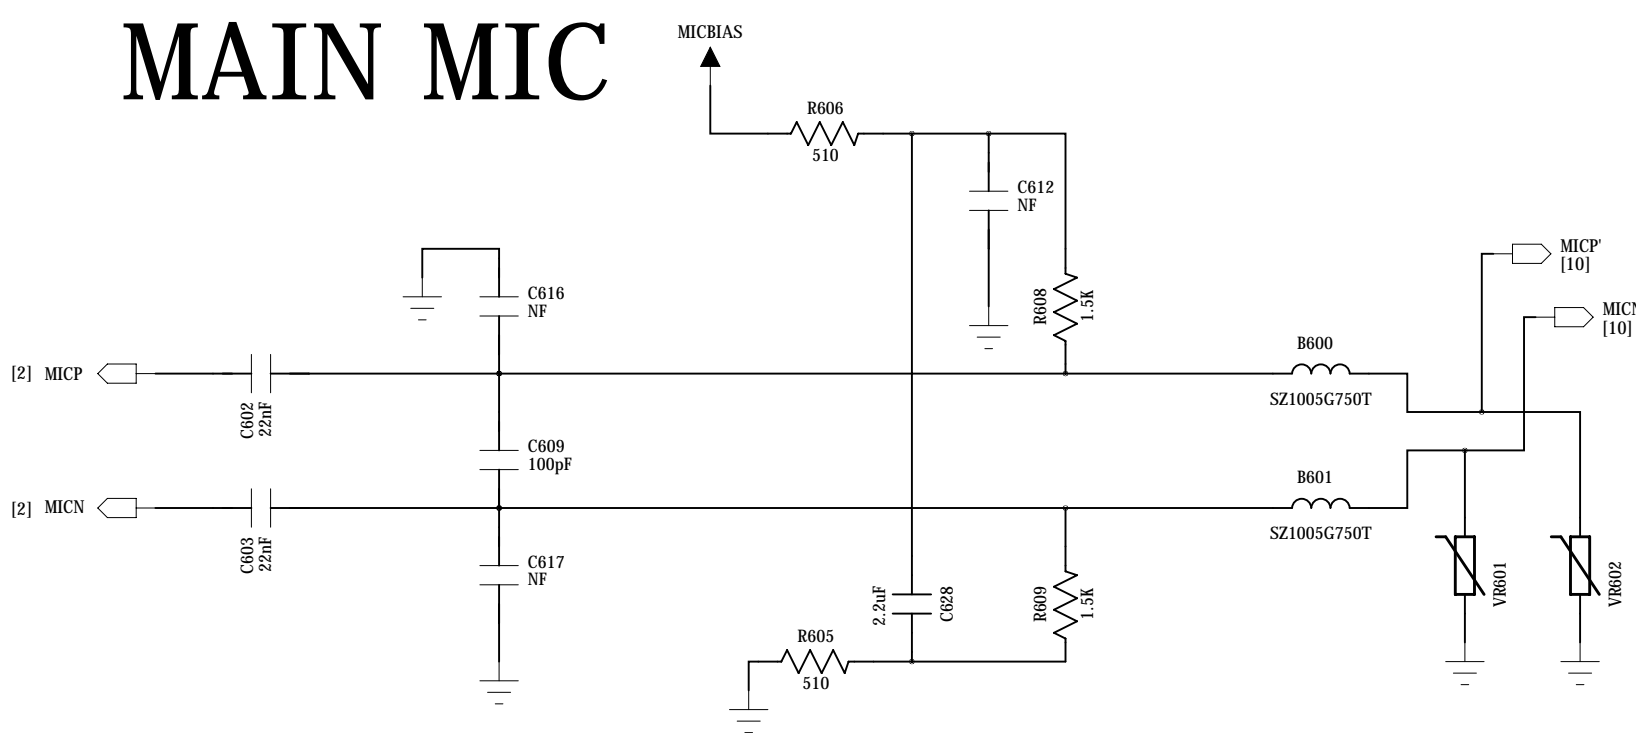 MAIN MIC
MICBIAS
R606
510
C612
NF
MICP'
[10]
C616
NF
R608
1.5K
[10]
B600
[2] MICP
SZ1005G750T
C602
22nF
C609
100pF
B601
[2] MICN
SZ1005G750T
C603
22nF
C617
NF
2.2uF
C628
R609
1.5K
VR601
VR602
R605
510